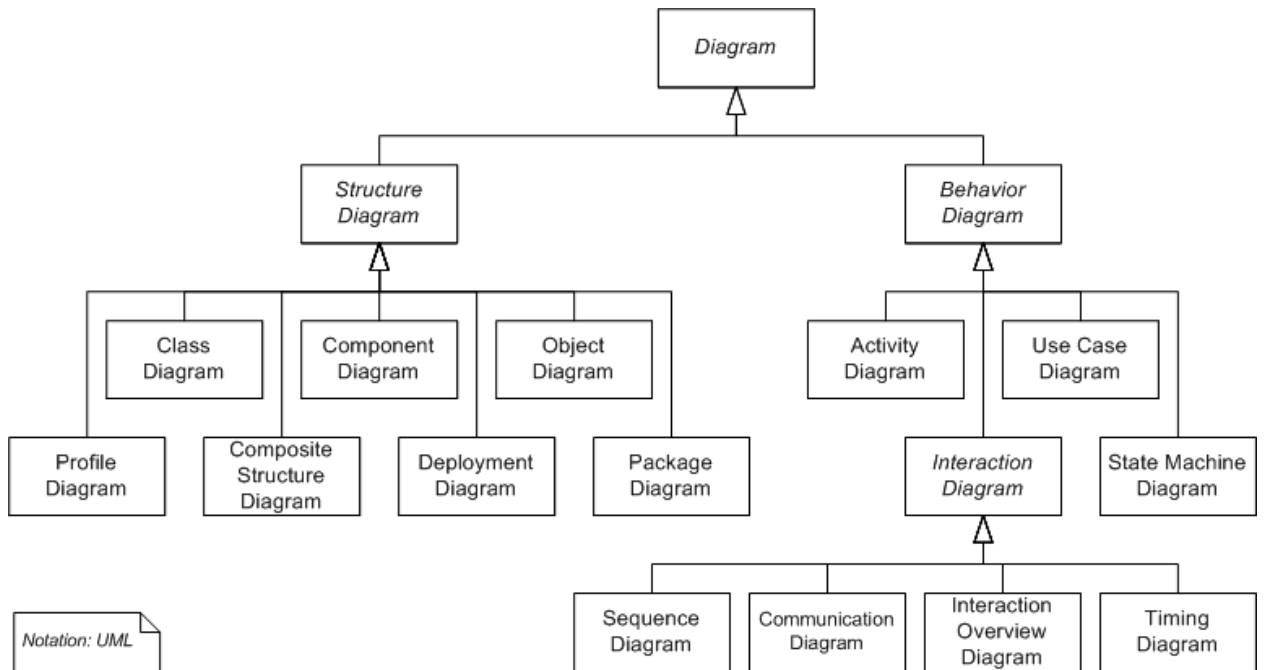 Diagram
Structure
Diagram
Behavior
Diagram
Class
Diagram
Component
Diagram
Object
Diagram
Activity
Diagram
Use Case
Diagram
Profile
Diagram
Composite
Structure
Diagram
Deployment
Diagram
Package
Diagram
Interaction
Diagram
State Machine
Diagram
Sequence
Diagram
Communication
Diagram
Interaction
Overview
Diagram
Timing
Diagram
Notation: UML